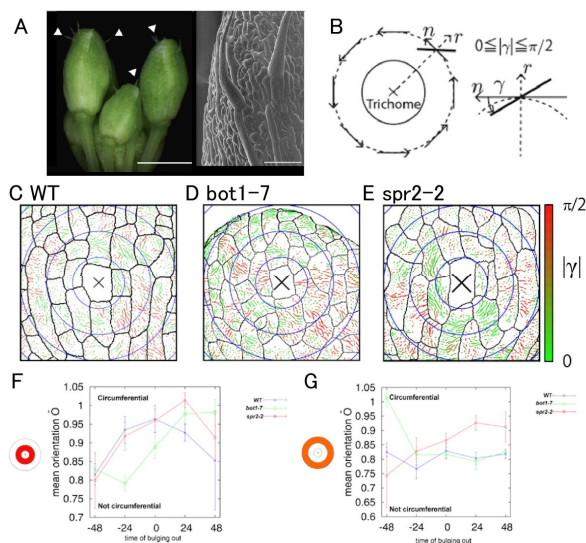 A
B
n
r
0≦|γ|≦π/2
Trichome
r
n
γ
C WT
D bot1-7
E spr2-2
π/2
|γ|
0
F
G
1.05
1
0.95
0.9
0.85
0.8
0.75
0.7
mean orientation Ō
Circumferential
Not circumferential
-48 -24 0 24 48
time of bulging out
WT
bot1-7
spr2-2
1.05
1
0.95
0.9
0.85
0.8
0.75
0.7
0.65
0.6
mean orientation Ō
Circumferential
Not circumferential
-48 -24 0 24 48
time of bulging out
WT
bot1-7
spr2-2